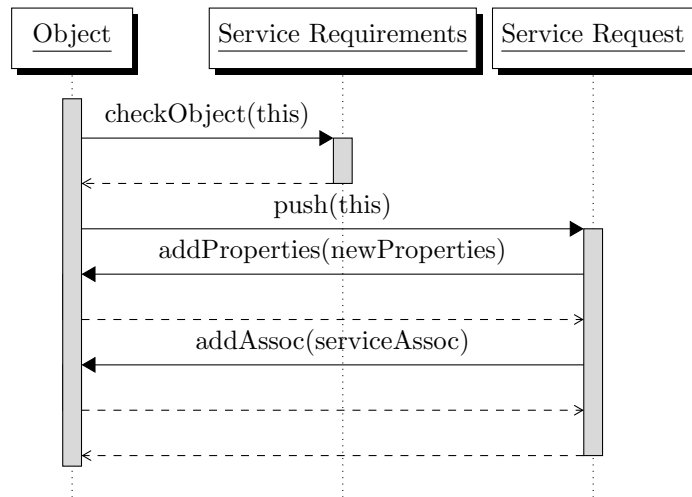 Object
Service Requirements
Service Request
checkObject(this)
push(this)
addProperties(newProperties)
addAssoc(serviceAssoc)